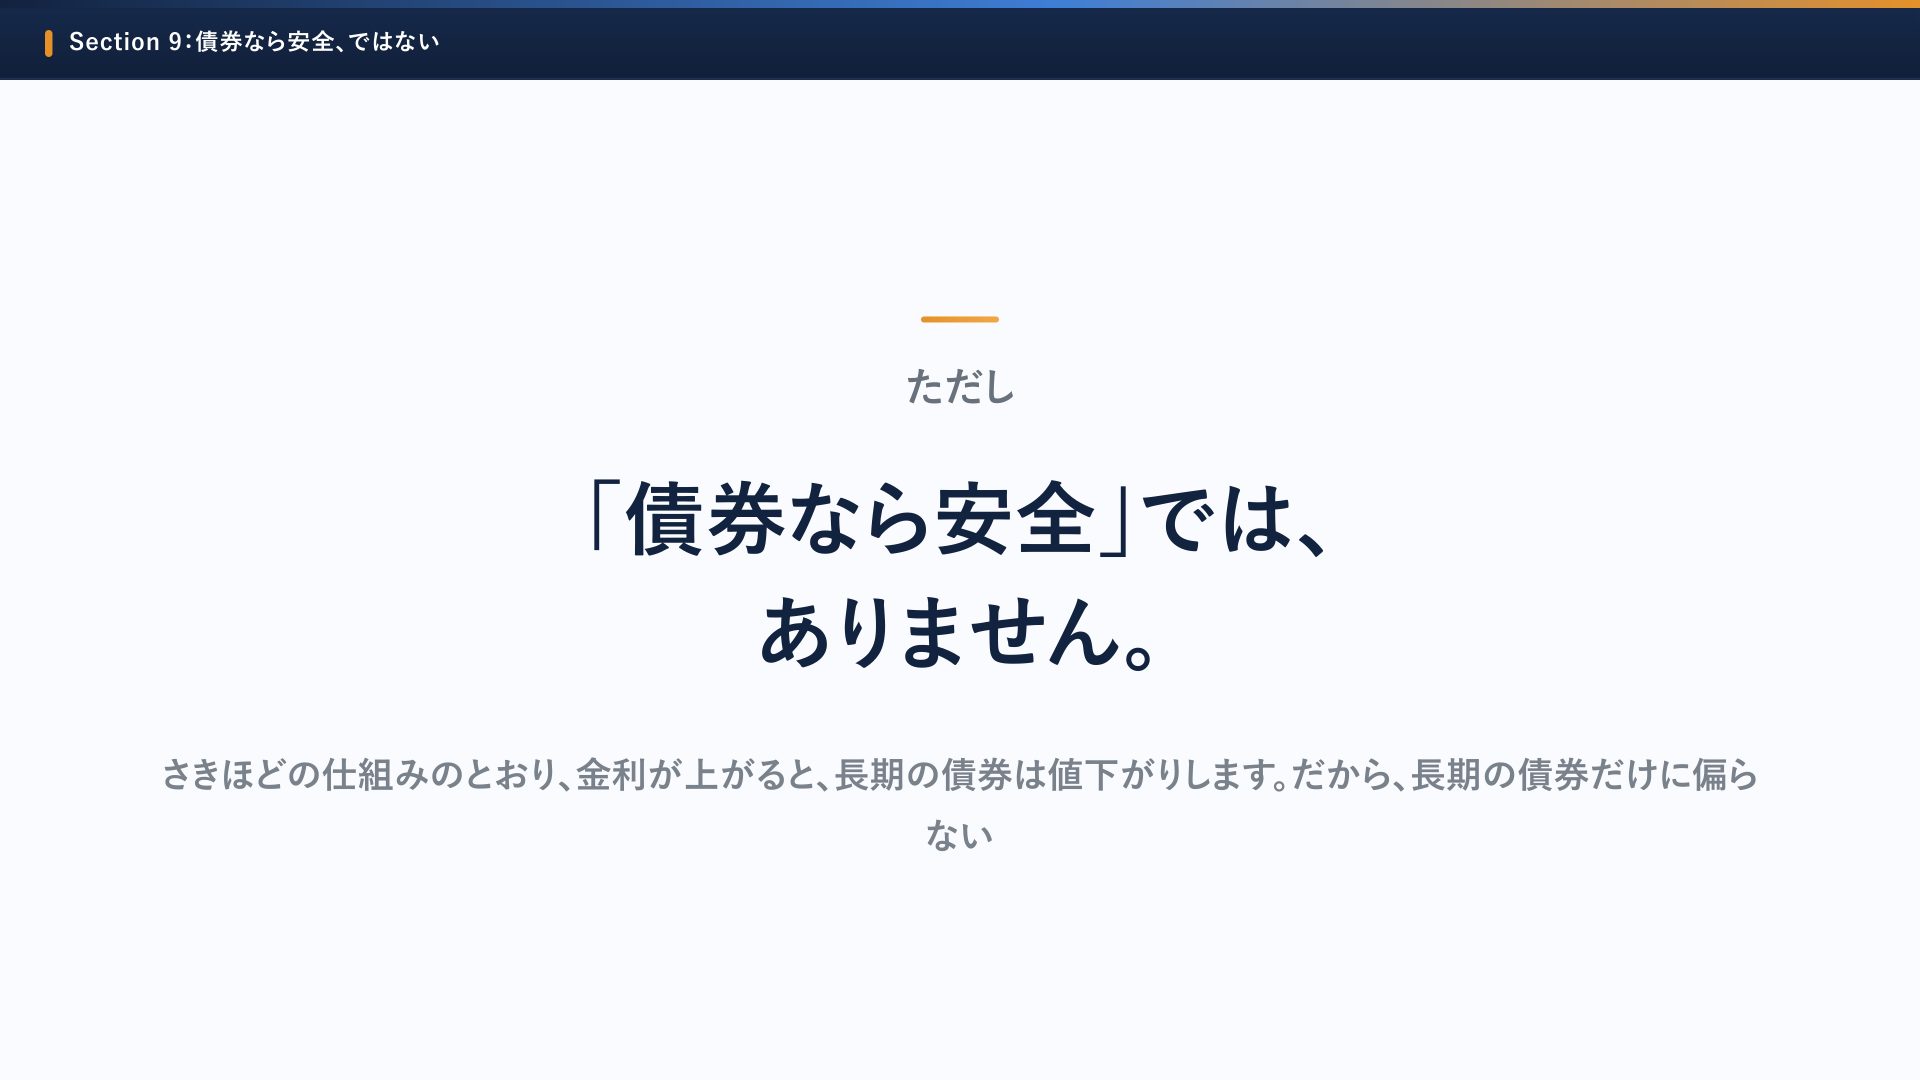 Section 9：債券なら安全、ではない
ただし
「債券なら安全」では、
ありません。
さきほどの仕組みのとおり、金利が上がると、長期の債券は値下がりします。だから、長期の債券だけに偏ら
ない